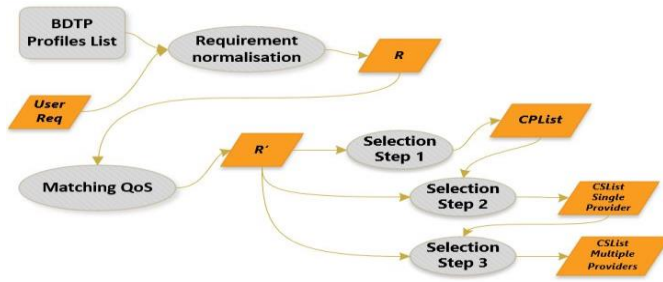 BDTP
Profiles List
Requirement
normalisation
R
User
Req
Matching QoS
R'
Selection
Step 1
CPList
Selection
Step 2
CSList
Single
Provider
Selection
Step 3
CSList
Multiple
Providers